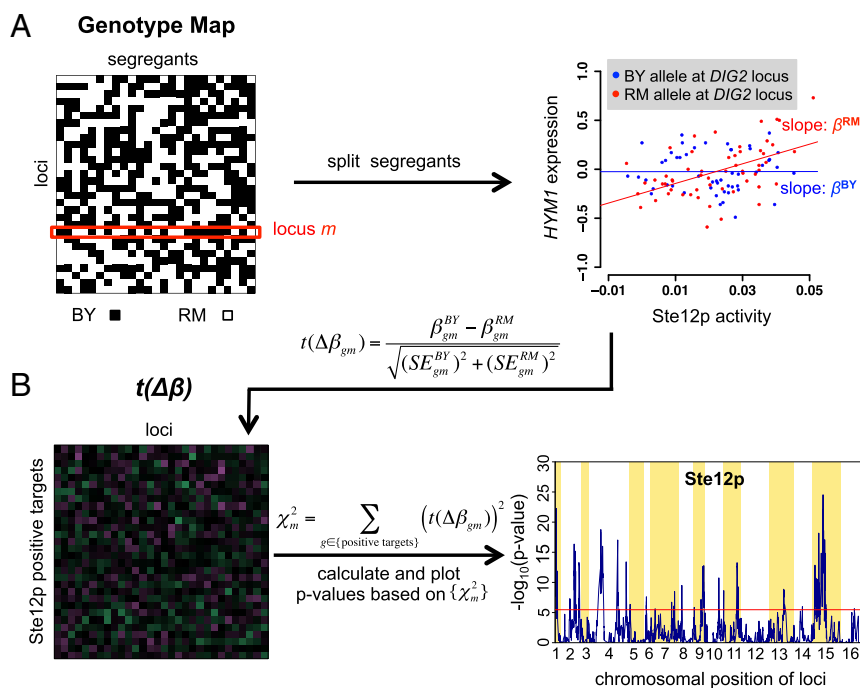 A
Genotype Map
segregants
loci
locus m
BY
RM
split segregants
BY allele at DIG2 locus
RM allele at DIG2 locus
slope: β^RM
slope: β^BY
HYM1 expression
1.0
0.5
0.0
−0.5
−1.0
−0.01
0.01
0.03
0.05
Ste12p activity
t(Δβ_gm) = (β_gm^BY − β_gm^RM) / √((SE_gm^BY)^2 + (SE_gm^RM)^2)
B
t(Δβ)
loci
Ste12p positive targets
χ_m^2 = ∑_{g∈{positive targets}} (t(Δβ_gm))^2
calculate and plot
p-values based on {χ_m^2}
Ste12p
-log10(p-value)
30
25
20
15
10
5
0
1 2 3 4 5 6 7 8 9 10 11 12 13 14 15 16
chromosomal position of loci